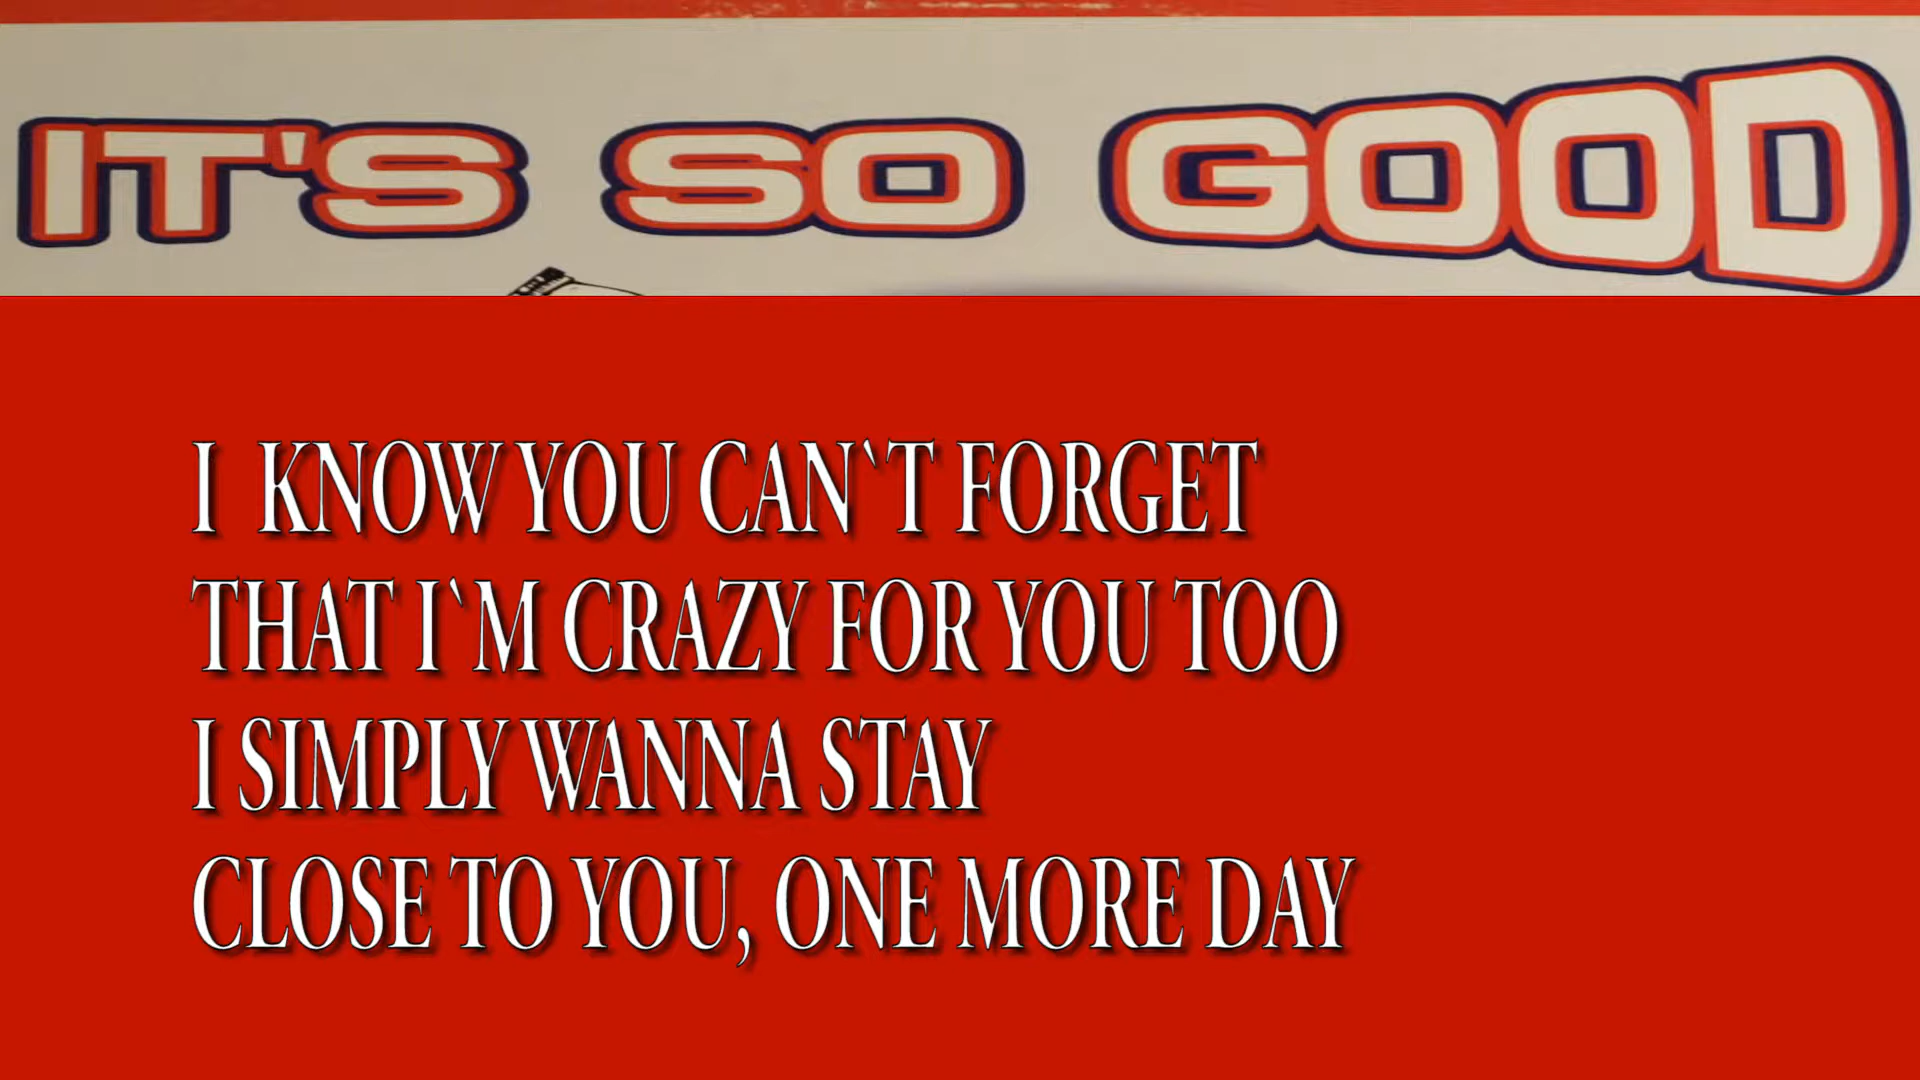 IT'S SO GOOD
I KNOW YOU CAN`T FORGET
THAT I`M CRAZY FOR YOU TOO
I SIMPLY WANNA STAY
CLOSE TO YOU, ONE MORE DAY